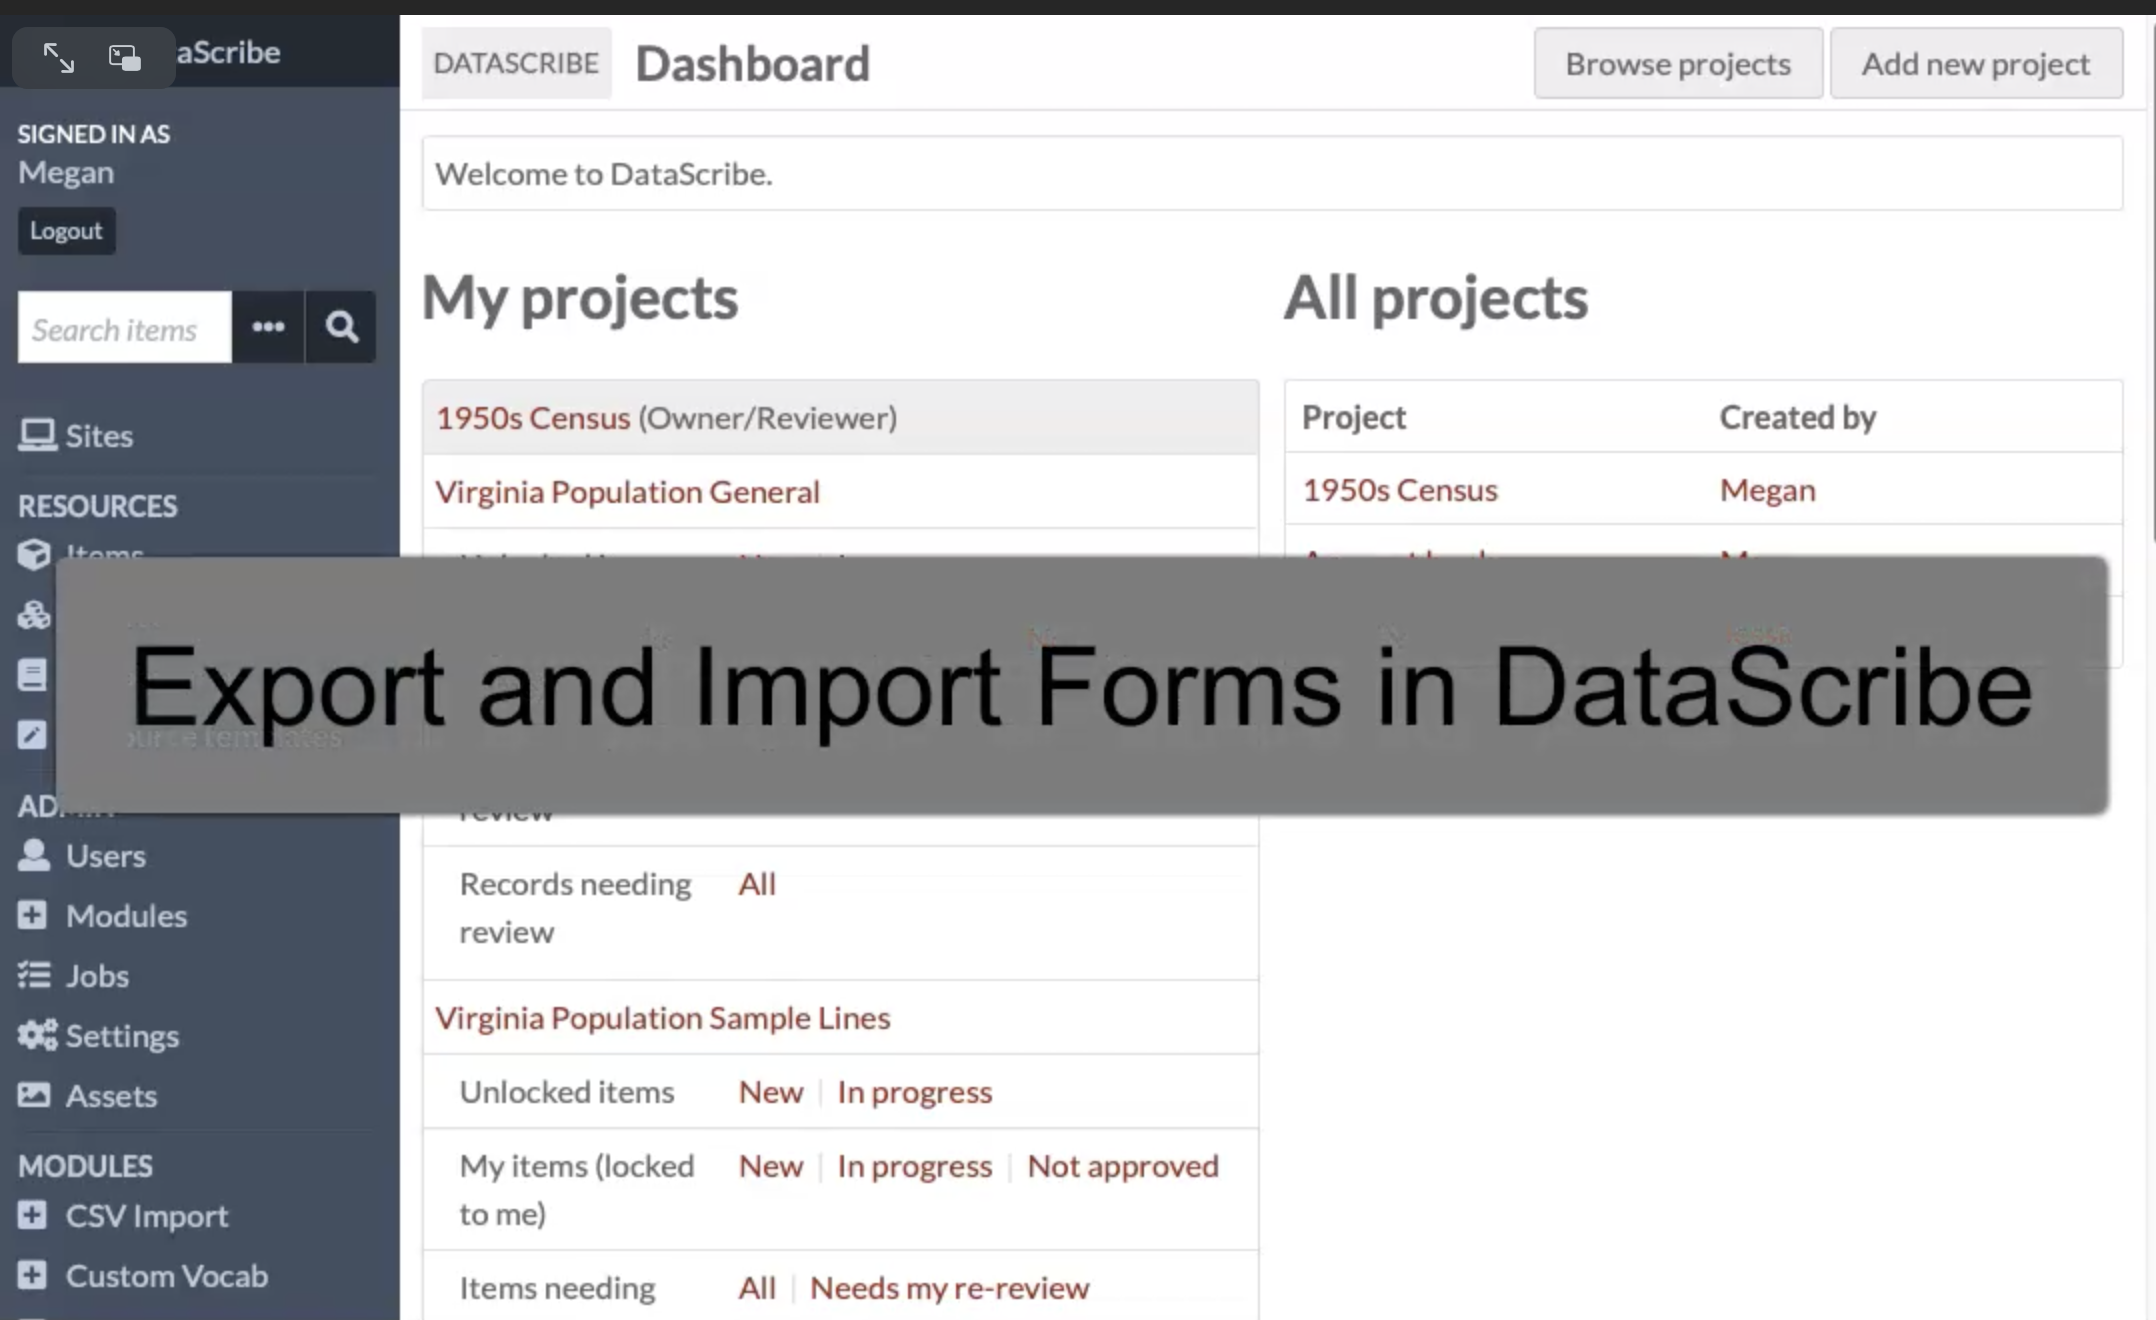 aScribe
SIGNED IN AS
Megan
Logout
Search items
Sites
RESOURCES
Items
Users
Modules
Jobs
Settings
Assets
MODULES
CSV Import
Custom Vocab
DATASCRIBE Dashboard
Browse projects Add new project
Welcome to DataScribe.
My projects
1950s Census (Owner/Reviewer)
Virginia Population General
Export and Import Forms in DataScribe
review
Records needing All
review
Virginia Population Sample Lines
Unlocked items New In progress
My items (locked New In progress Not approved
to me)
Items needing All Needs my re-review
All projects
Project Created by
1950s Census Megan